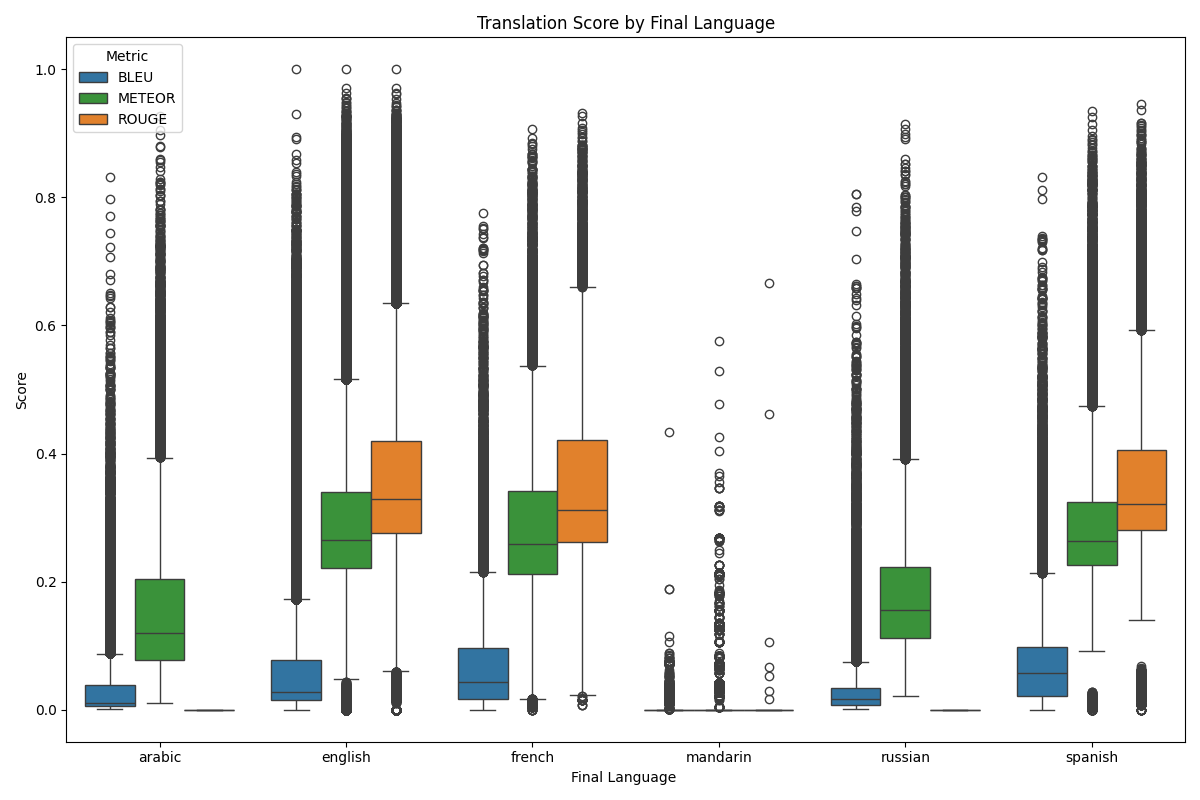 Translation Score by Final Language
Metric
BLEU
METEOR
ROUGE
Score
1.0
0.8
0.6
0.4
0.2
0.0
arabic
english
french
mandarin
russian
spanish
Final Language